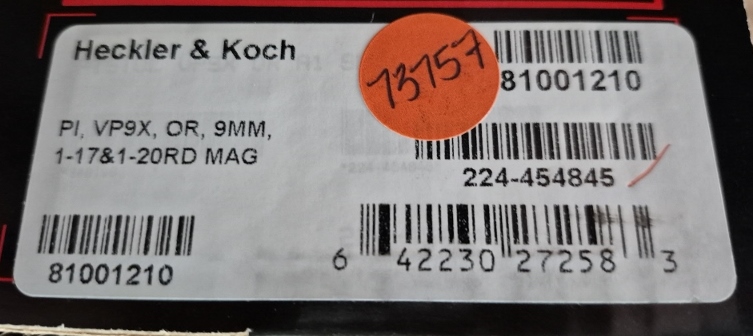 Heckler & Koch
73757
81001210
PI, VP9X, OR, 9MM,
1-17&1-20RD MAG
224-454845
81001210
6 42230 27258 3